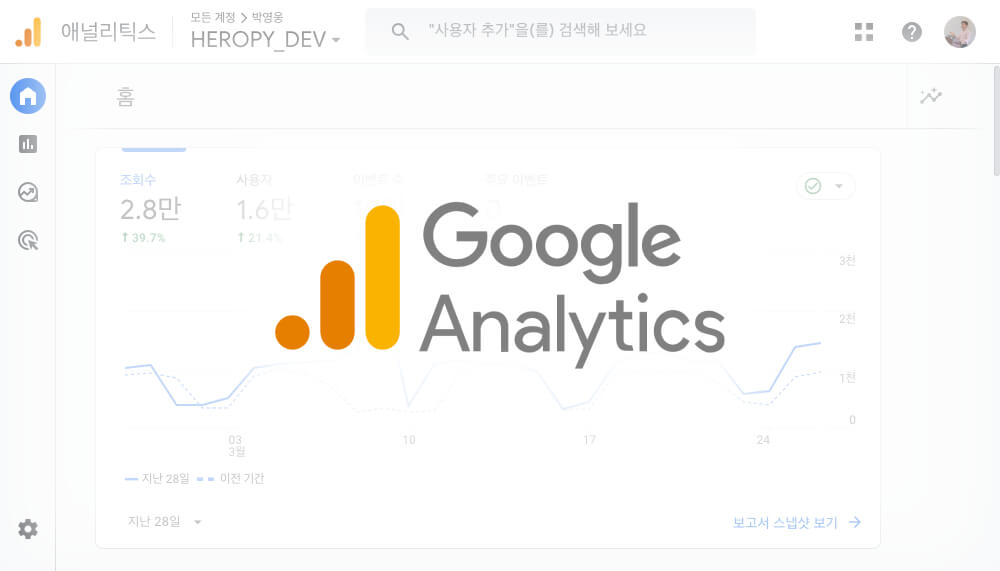 애널리틱스
모든 계정 > 박영웅
HEROPY_DEV
"사용자 추가"을(를) 검색해 보세요
홈
조회수
사용자
이벤트 수
주요 이벤트
2.8만
1.6만
39.7%
21.4%
Google
Analytics
3천
2천
1천
0
03
3월
10
17
24
지난 28일
이전 기간
지난 28일
보고서 스냅샷 보기